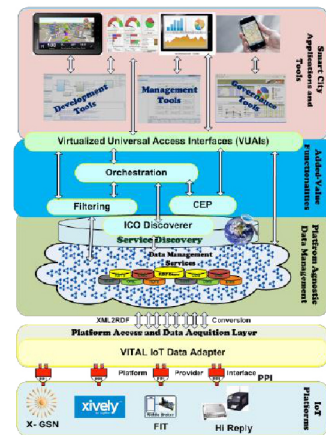 Smart City
Applications and
Tools
Development
Tools
Management
Tools
Governance
Tools
Virtualized Universal Access Interfaces (VUAIs)
Added-Value
Functionalities
Orchestration
Filtering
CEP
ICO Discoverer
Service Discovery
Platfrom Agnostic
Data Management
Data Management
Services
XML2RDF
Conversion
Platform Access and Data Acquisition Layer
VITAL IoT Data Adapter
Platform Provider Interface
PPI
IoT
Platforms
X-GSN
xively
FIT
Hi Reply